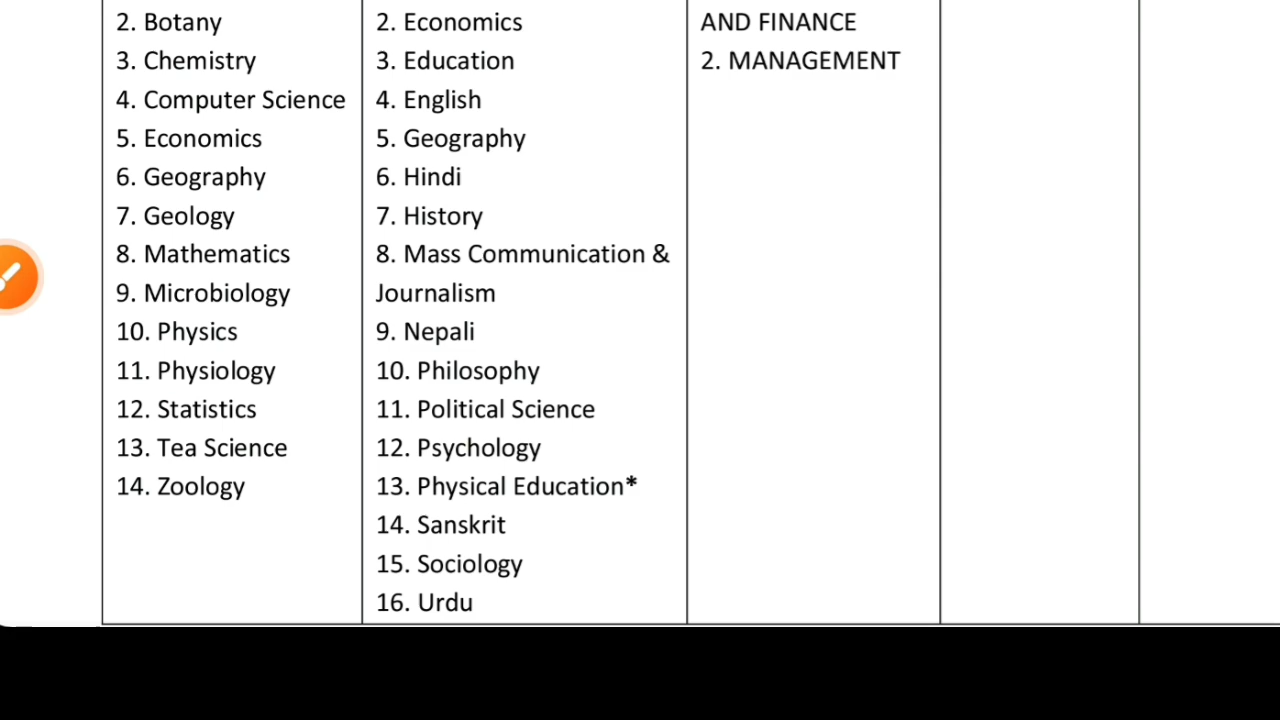 2. Botany
3. Chemistry
4. Computer Science
5. Economics
6. Geography
7. Geology
8. Mathematics
9. Microbiology
10. Physics
11. Physiology
12. Statistics
13. Tea Science
14. Zoology
2. Economics
3. Education
4. English
5. Geography
6. Hindi
7. History
8. Mass Communication &
Journalism
9. Nepali
10. Philosophy
11. Political Science
12. Psychology
13. Physical Education*
14. Sanskrit
15. Sociology
16. Urdu
AND FINANCE
2. MANAGEMENT